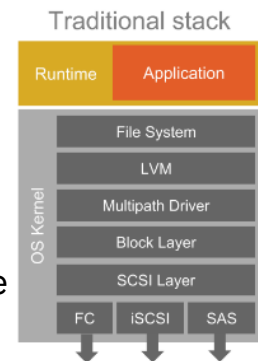 Traditional stack
Runtime Application
File System
LVM
Multipath Driver
Block Layer
SCSI Layer
FC iSCSI SAS
OS Kernel
e